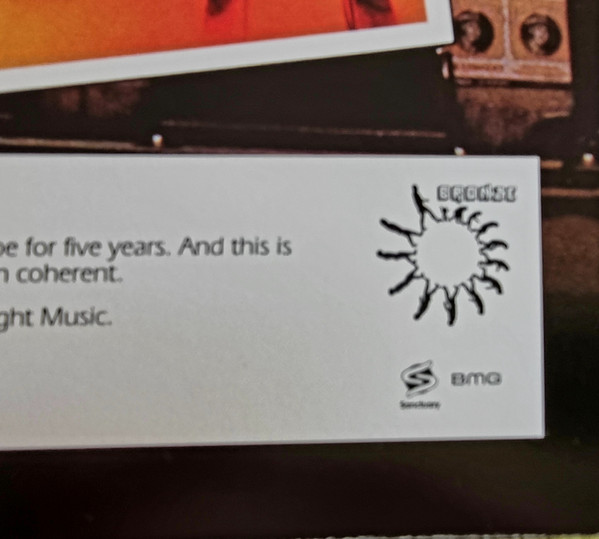 BRONZE
be for five years. And this is
n coherent.
ght Music.
BMG
Sanctuary